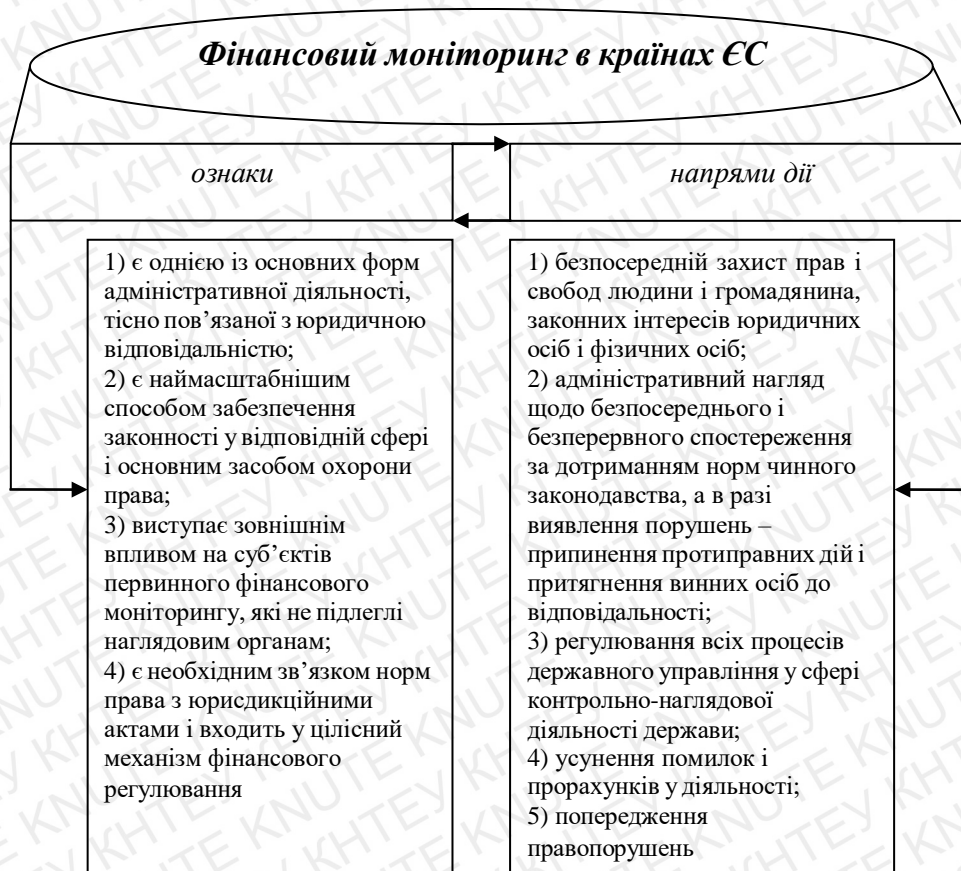 Фінансовий моніторинг в країнах ЄС
ознаки
напрями дії
1) є однією із основних форм
адміністративної діяльності,
тісно пов’язаної з юридичною
відповідальністю;
2) є наймасштабнішим
способом забезпечення
законності у відповідній сфері
і основним засобом охорони
права;
3) виступає зовнішнім
впливом на суб’єктів
первинного фінансового
моніторингу, які не підлеглі
наглядовим органам;
4) є необхідним зв’язком норм
права з юрисдикційними
актами і входить у цілісний
механізм фінансового
регулювання
1) безпосередній захист прав і
свобод людини і громадянина,
законних інтересів юридичних
осіб і фізичних осіб;
2) адміністративний нагляд
щодо безпосереднього і
безперервного спостереження
за дотриманням норм чинного
законодавства, а в разі
виявлення порушень –
припинення протиправних дій і
притягнення винних осіб до
відповідальності;
3) регулювання всіх процесів
державного управління у сфері
контрольно-наглядової
діяльності держави;
4) усунення помилок і
прорахунків у діяльності;
5) попередження
правопорушень